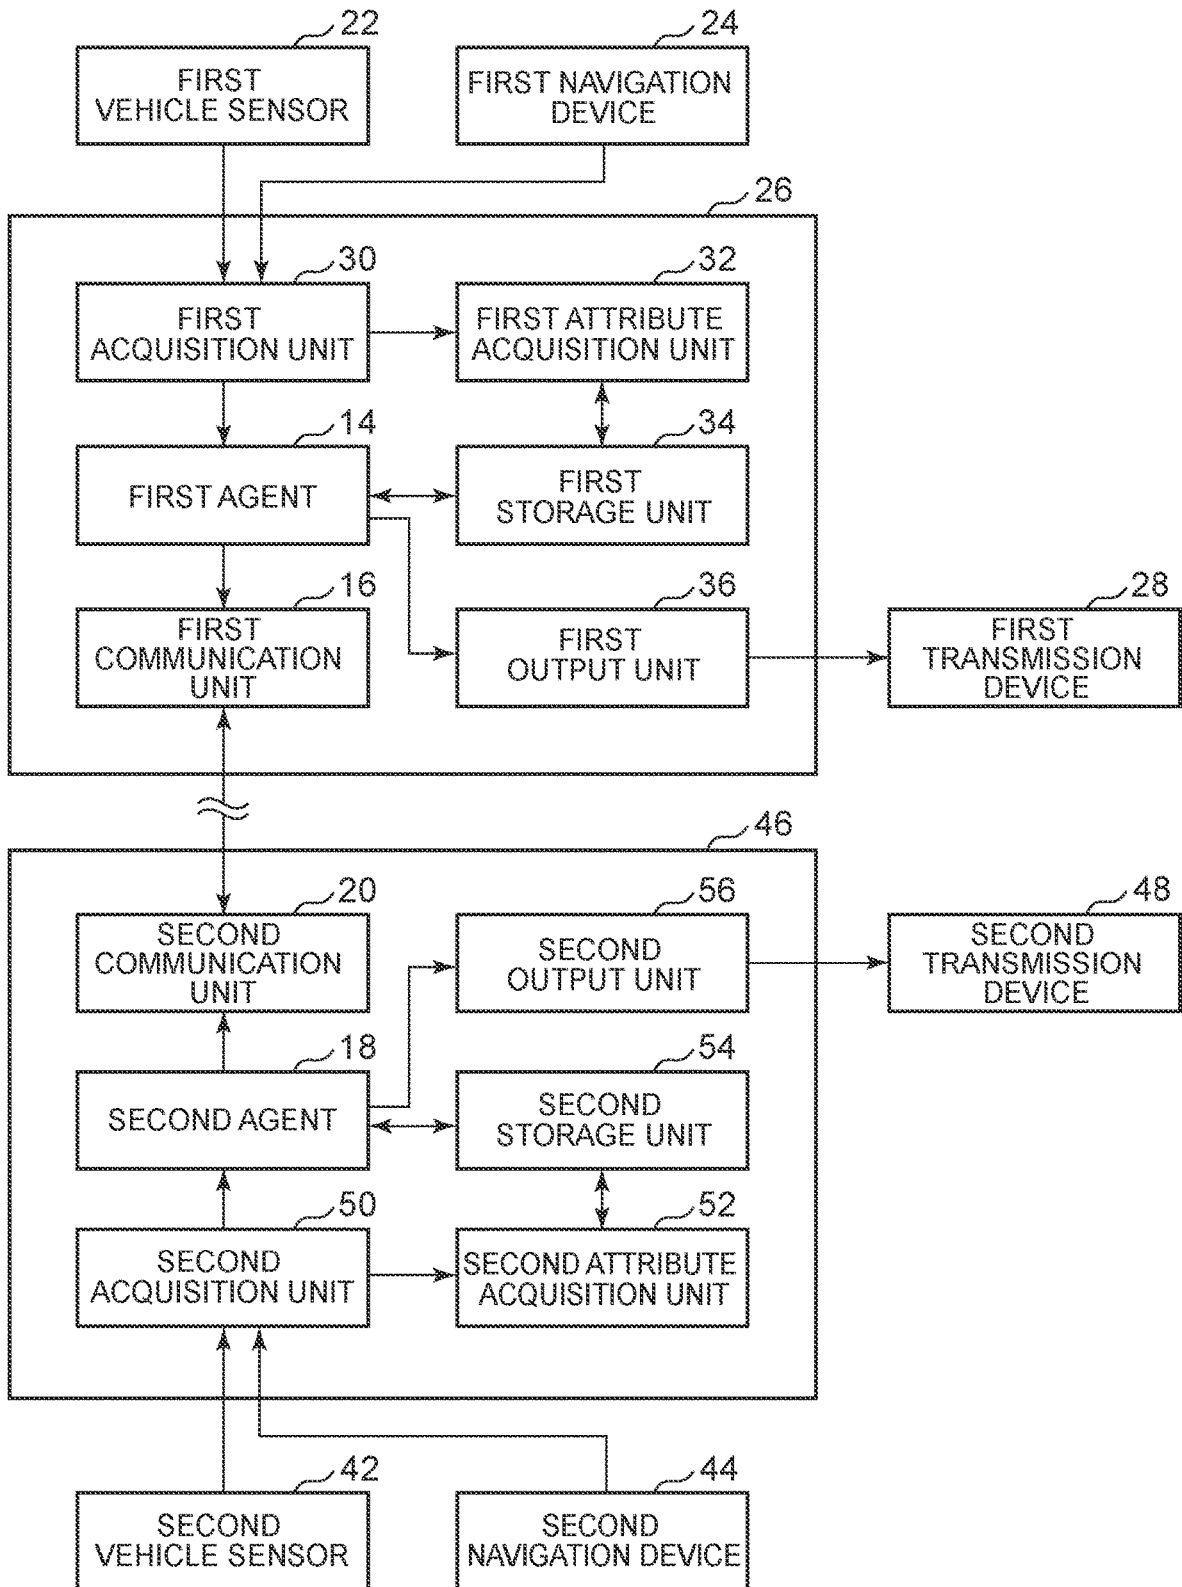 22
FIRST
VEHICLE SENSOR
24
FIRST NAVIGATION
DEVICE
26
30
FIRST
ACQUISITION UNIT
32
FIRST ATTRIBUTE
ACQUISITION UNIT
14
FIRST AGENT
34
FIRST
STORAGE UNIT
16
FIRST
COMMUNICATION
UNIT
36
FIRST
OUTPUT UNIT
28
FIRST
TRANSMISSION
DEVICE
46
20
SECOND
COMMUNICATION
UNIT
56
SECOND
OUTPUT UNIT
48
SECOND
TRANSMISSION
DEVICE
18
SECOND AGENT
54
SECOND
STORAGE UNIT
50
SECOND
ACQUISITION UNIT
52
SECOND ATTRIBUTE
ACQUISITION UNIT
42
SECOND
VEHICLE SENSOR
44
SECOND
NAVIGATION DEVICE